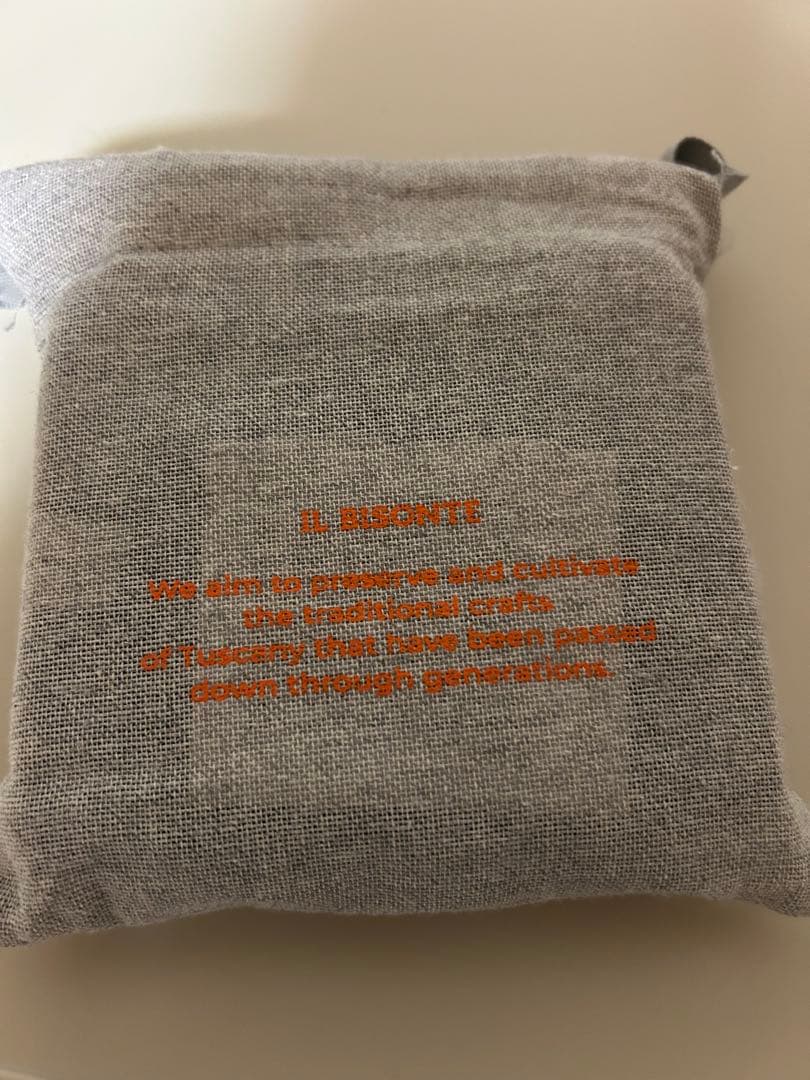 IL BISONTE
We aim to preserve and cultivate
the traditional crafts
of Tuscany that have been passed
down through generations.